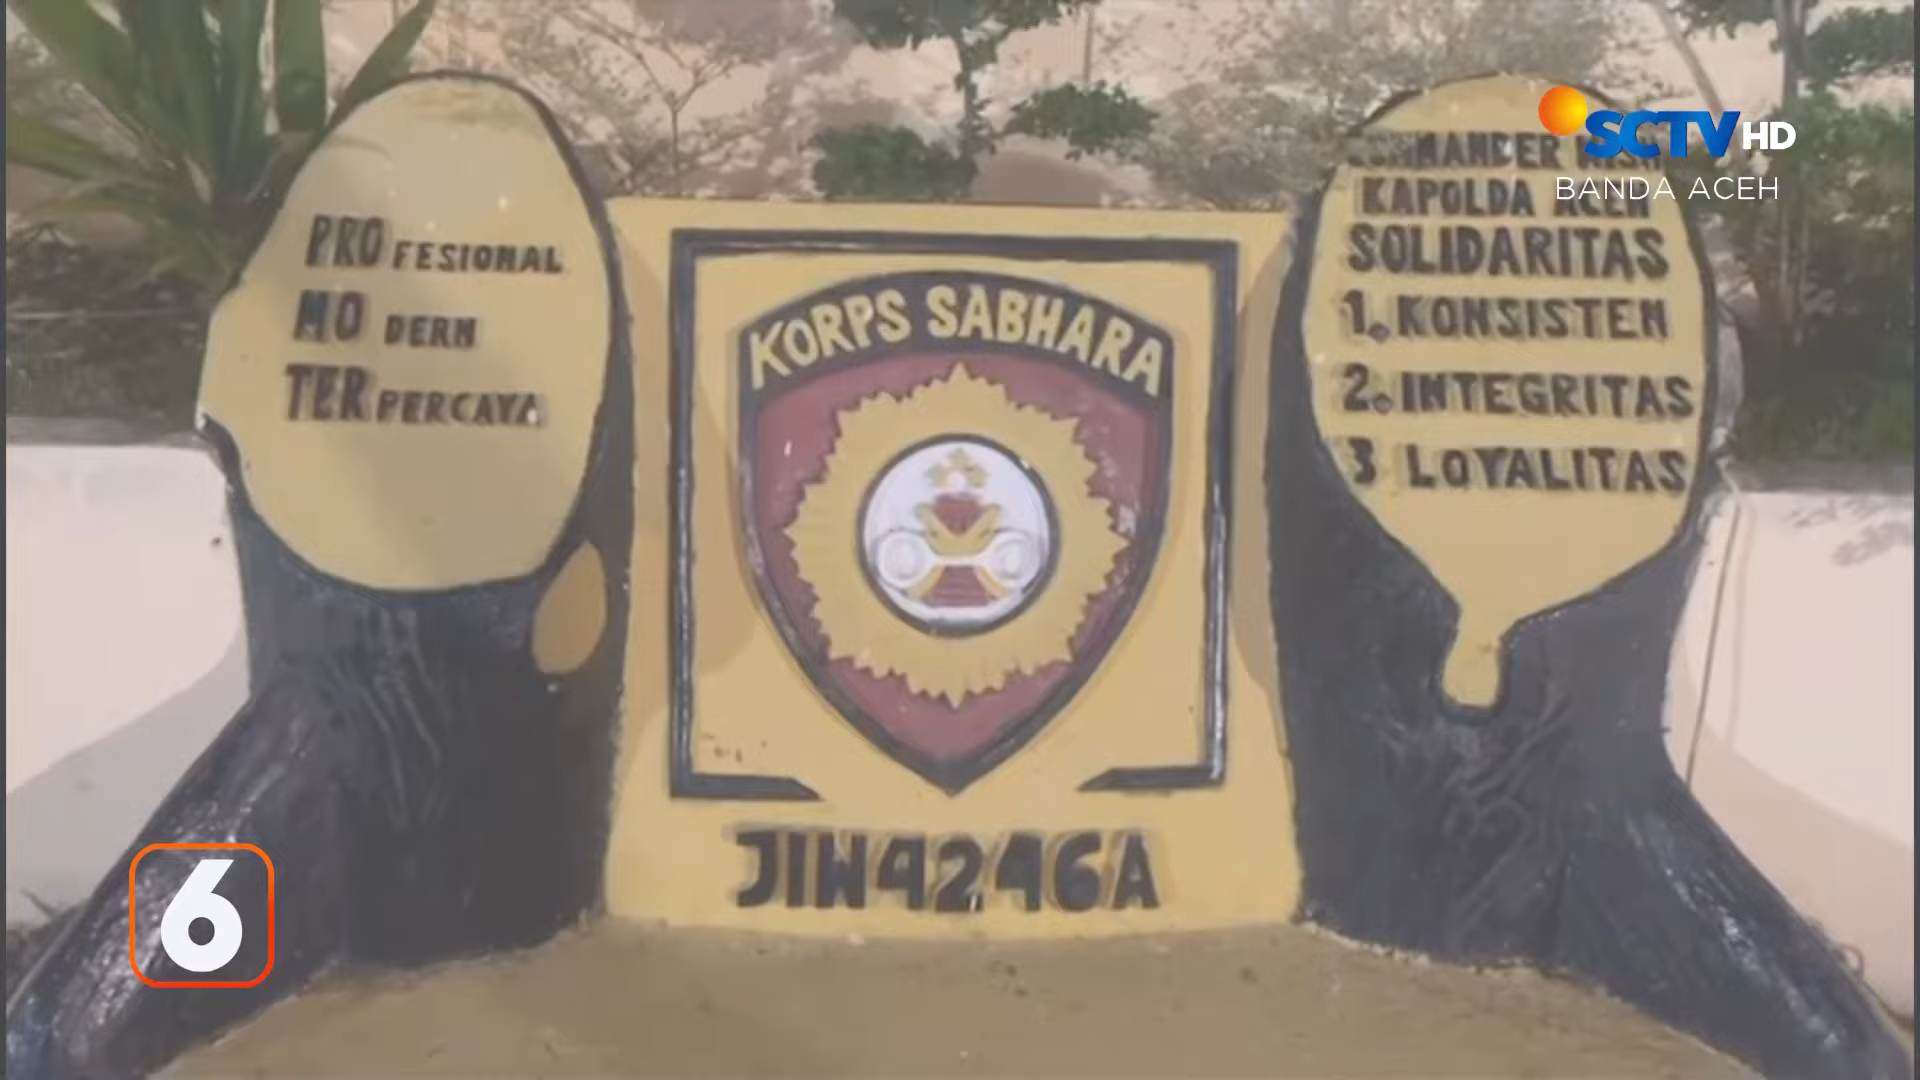 PROFESIONAL
MODERN
TERPERCAYA
KORPS SABHARA
JIN4246A
KAPOLDA ACEH
SOLIDARITAS
1. KONSISTEN
2. INTEGRITAS
3 LOYALITAS
SCTV HD
BANDA ACEH
6